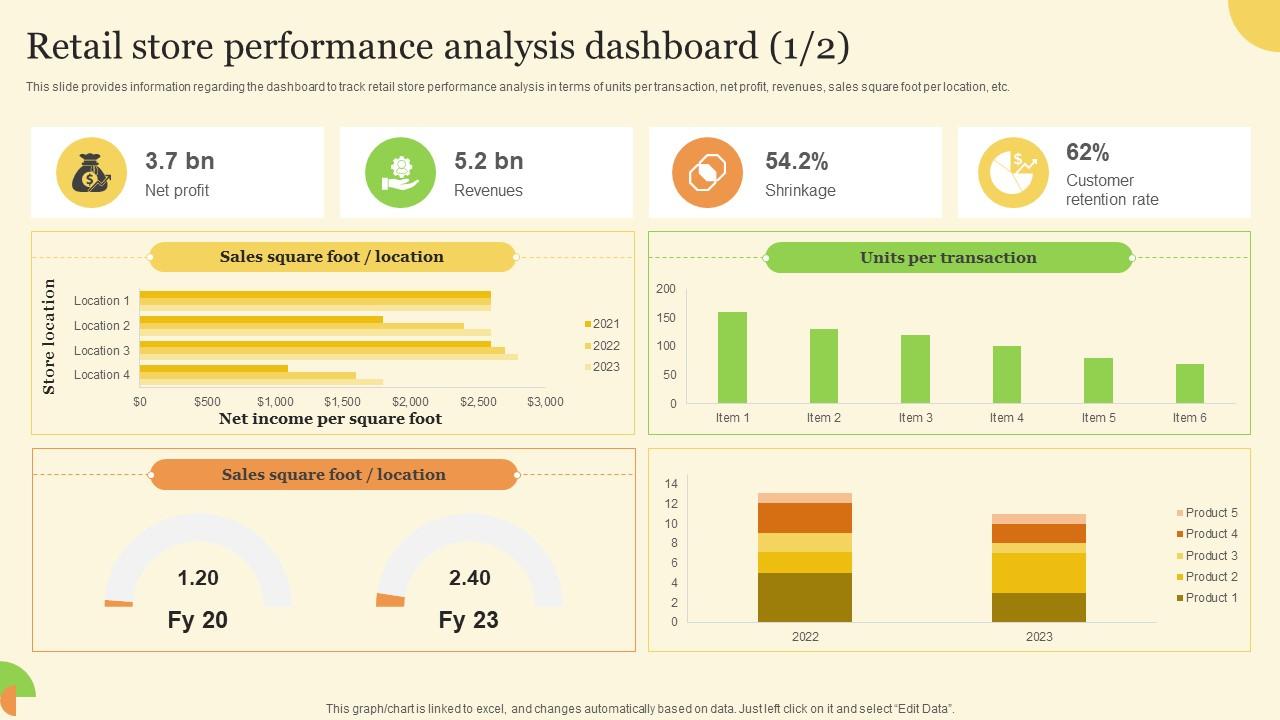 Retail store performance analysis dashboard (1/2)
This slide provides information regarding the dashboard to track retail store performance analysis in terms of units per transaction, net profit, revenues, sales square foot per location, etc.
3.7 bn
Net profit
5.2 bn
Revenues
54.2%
Shrinkage
62%
Customer
retention rate
Sales square foot / location
Store location
Location 1
Location 2
Location 3
Location 4
$0 $500 $1,000 $1,500 $2,000 $2,500 $3,000
Net income per square foot
2021
2022
2023
Units per transaction
200
150
100
50
0
Item 1 Item 2 Item 3 Item 4 Item 5 Item 6
Sales square foot / location
1.20
Fy 20
2.40
Fy 23
14
12
10
8
6
4
2
0
2022 2023
Product 5
Product 4
Product 3
Product 2
Product 1
This graph/chart is linked to excel, and changes automatically based on data. Just left click on it and select “Edit Data”.